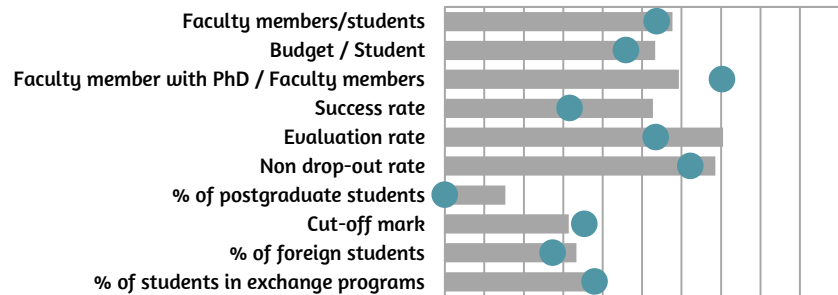 Faculty members/students
Budget / Student
Faculty member with PhD / Faculty members
Success rate
Evaluation rate
Non drop-out rate
% of postgraduate students
Cut-off mark
% of foreign students
% of students in exchange programs